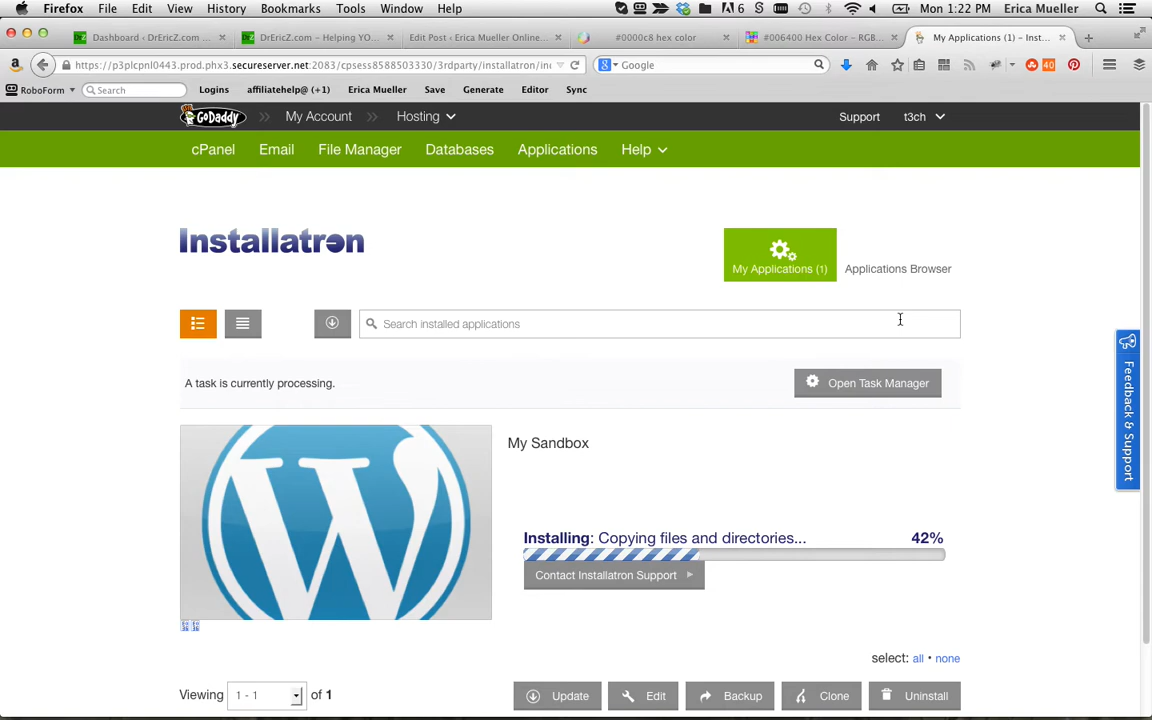 Firefox File Edit View History Bookmarks Tools Window Help 6 Mon 1:22 PM Erica Mueller
Dashboard ‹ DrEricZ.com ... × DrEricZ.com – Helping YO... × Edit Post ‹ Erica Mueller Online... × #0000c8 hex color × #006400 Hex Color – RGB... × My Applications (1) – Inst... × +
https://p3plcpnl0443.prod.phx3.secureserver.net:2083/cpsess8588503330/3rdparty/installatron/in Google 40
RoboForm Search Logins affiliatehelp@ (+1) Erica Mueller Save Generate Editor Sync
GoDaddy My Account Hosting Support t3ch
cPanel Email File Manager Databases Applications Help
Installatron
My Applications (1) Applications Browser
Search installed applications
A task is currently processing. Open Task Manager
Feedback & Support
My Sandbox
Installing: Copying files and directories... 42%
Contact Installatron Support
select: all • none
Viewing 1 - 1 of 1 Update Edit Backup Clone Uninstall